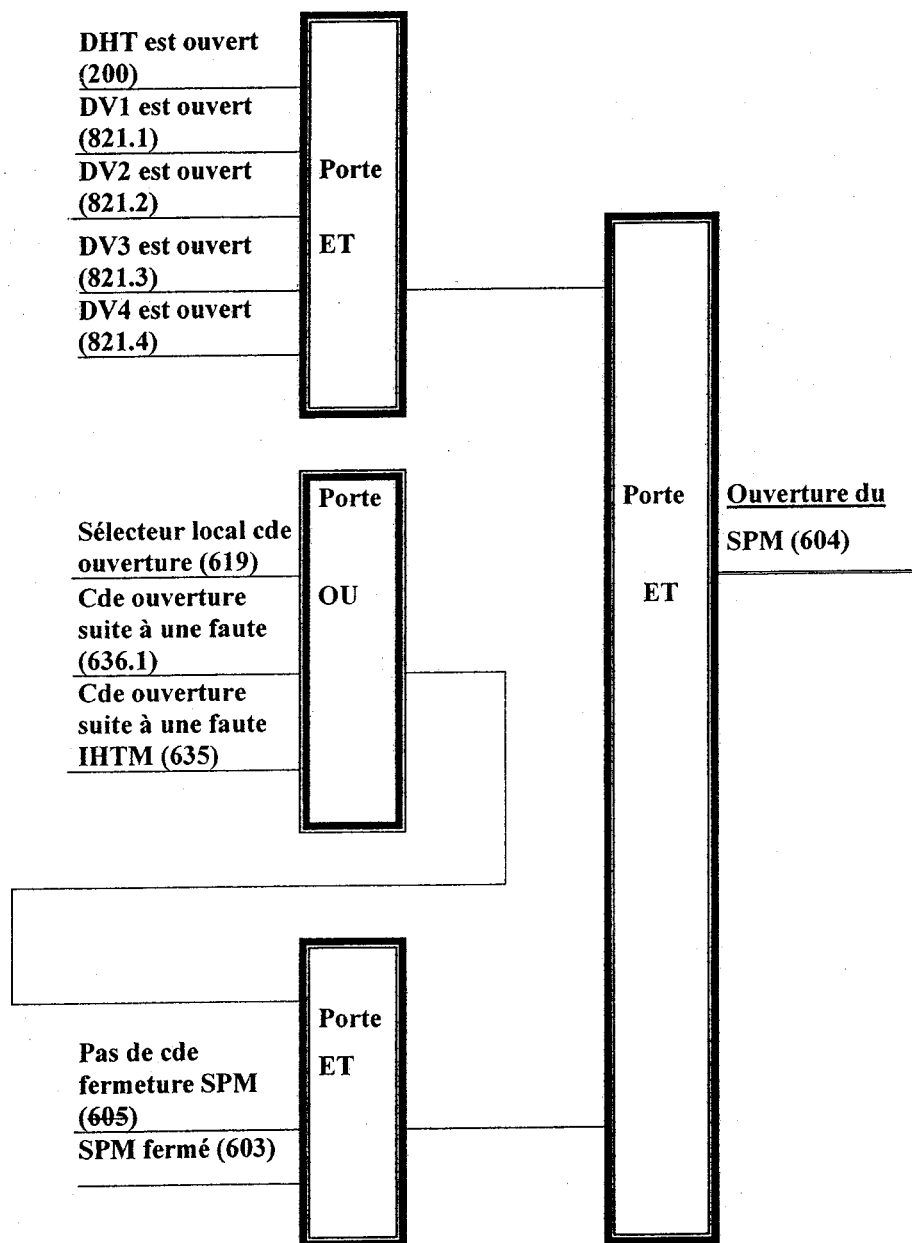 DHT est ouvert
(200)
DV1 est ouvert
(821.1)
DV2 est ouvert
(821.2)
DV3 est ouvert
(821.3)
DV4 est ouvert
(821.4)
Porte
ET
Sélecteur local cde
ouverture (619)
Cde ouverture
suite à une faute
(636.1)
Cde ouverture
suite à une faute
IHTM (635)
Porte
OU
Pas de cde
fermeture SPM
(605)
SPM fermé (603)
Porte
ET
Porte
ET
Ouverture du
SPM (604)